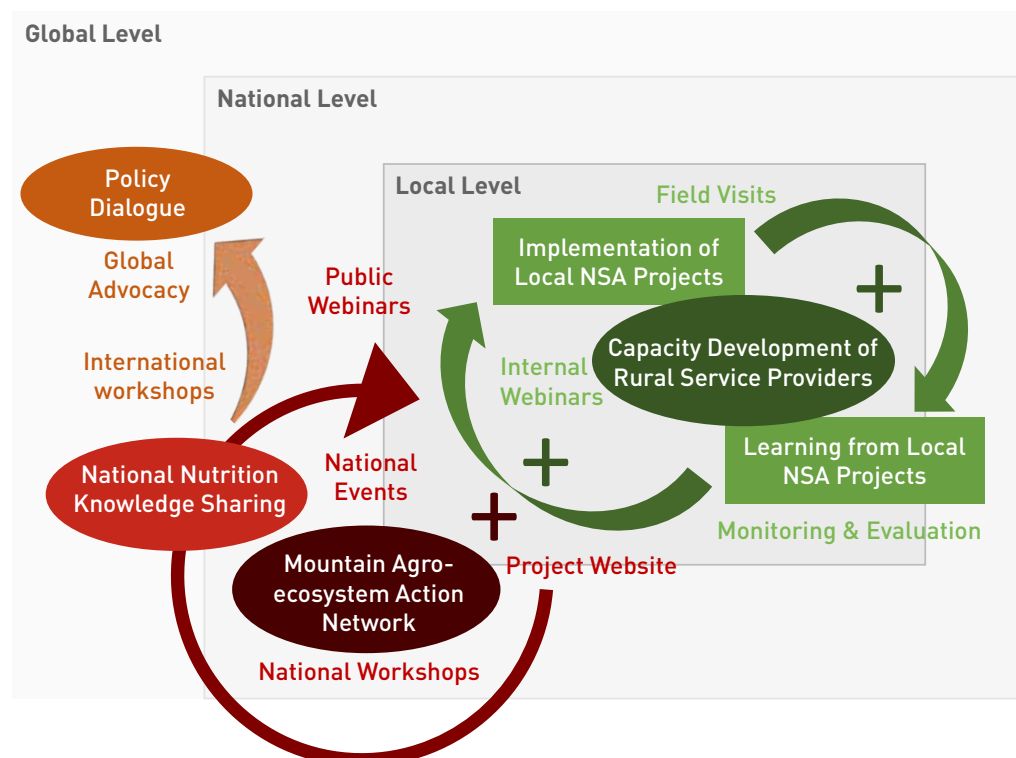 Global Level
National Level
Policy
Dialogue
Local Level
Field Visits
Implementation of
Local NSA Projects
Global
Advocacy
Public
Webinars
International
workshops
Internal
Webinars
Capacity Development of
Rural Service Providers
National Nutrition
Knowledge Sharing
National
Events
Learning from Local
NSA Projects
Monitoring & Evaluation
Mountain Agro-
ecosystem Action
Network
Project Website
National Workshops